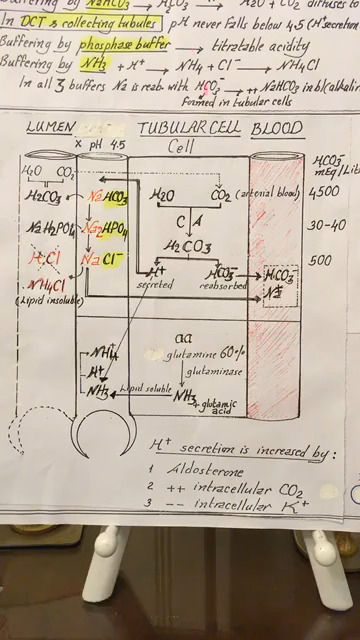 Buffering by NaHCO3 → H2O + CO2 diffuses to
In DCT & collecting tubules pH never falls below 4.5 (H+ secretion
Buffering by phosphate buffer → titratable acidity
Buffering by NH3 + H+ → NH4 + Cl- → NH4Cl
In all 3 buffers Na is reab. with HCO3- → ++ NaHCO3 in bl(alkalin
Formed in tubular cells
LUMEN TUBULAR CELL BLOOD
x pH 4.5 Cell
HCO3-
mEq/Lit
H2O CO2
H2CO3 NaHCO3 H2O CO2 (arterial blood) 4,500
NaH2PO4 Na2HPO4 C A 30-40
H2CO3
HCl NaCl- 500
H+ HCO3- HCO3-
secreted reabsorbed
NH4Cl Na+
(Lipid insoluble)
aa
NH4 glutamine 60%
H+ glutaminase
NH3 Lipid soluble NH3
+ glutamic
acid
H+ secretion is increased by:
1 Aldosterone
2 ++ intracellular CO2
3 -- intracellular K+